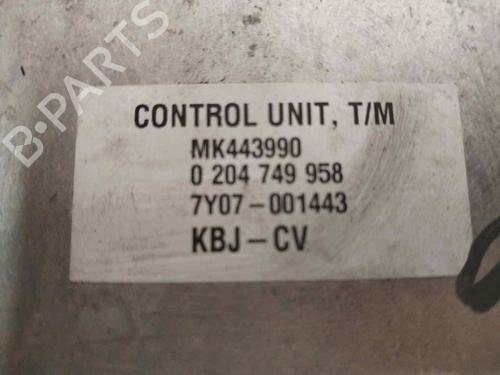 B-PARTS
CONTROL UNIT, T/M
MK443990
0 204 749 958
7Y07-001443
KBJ-CV